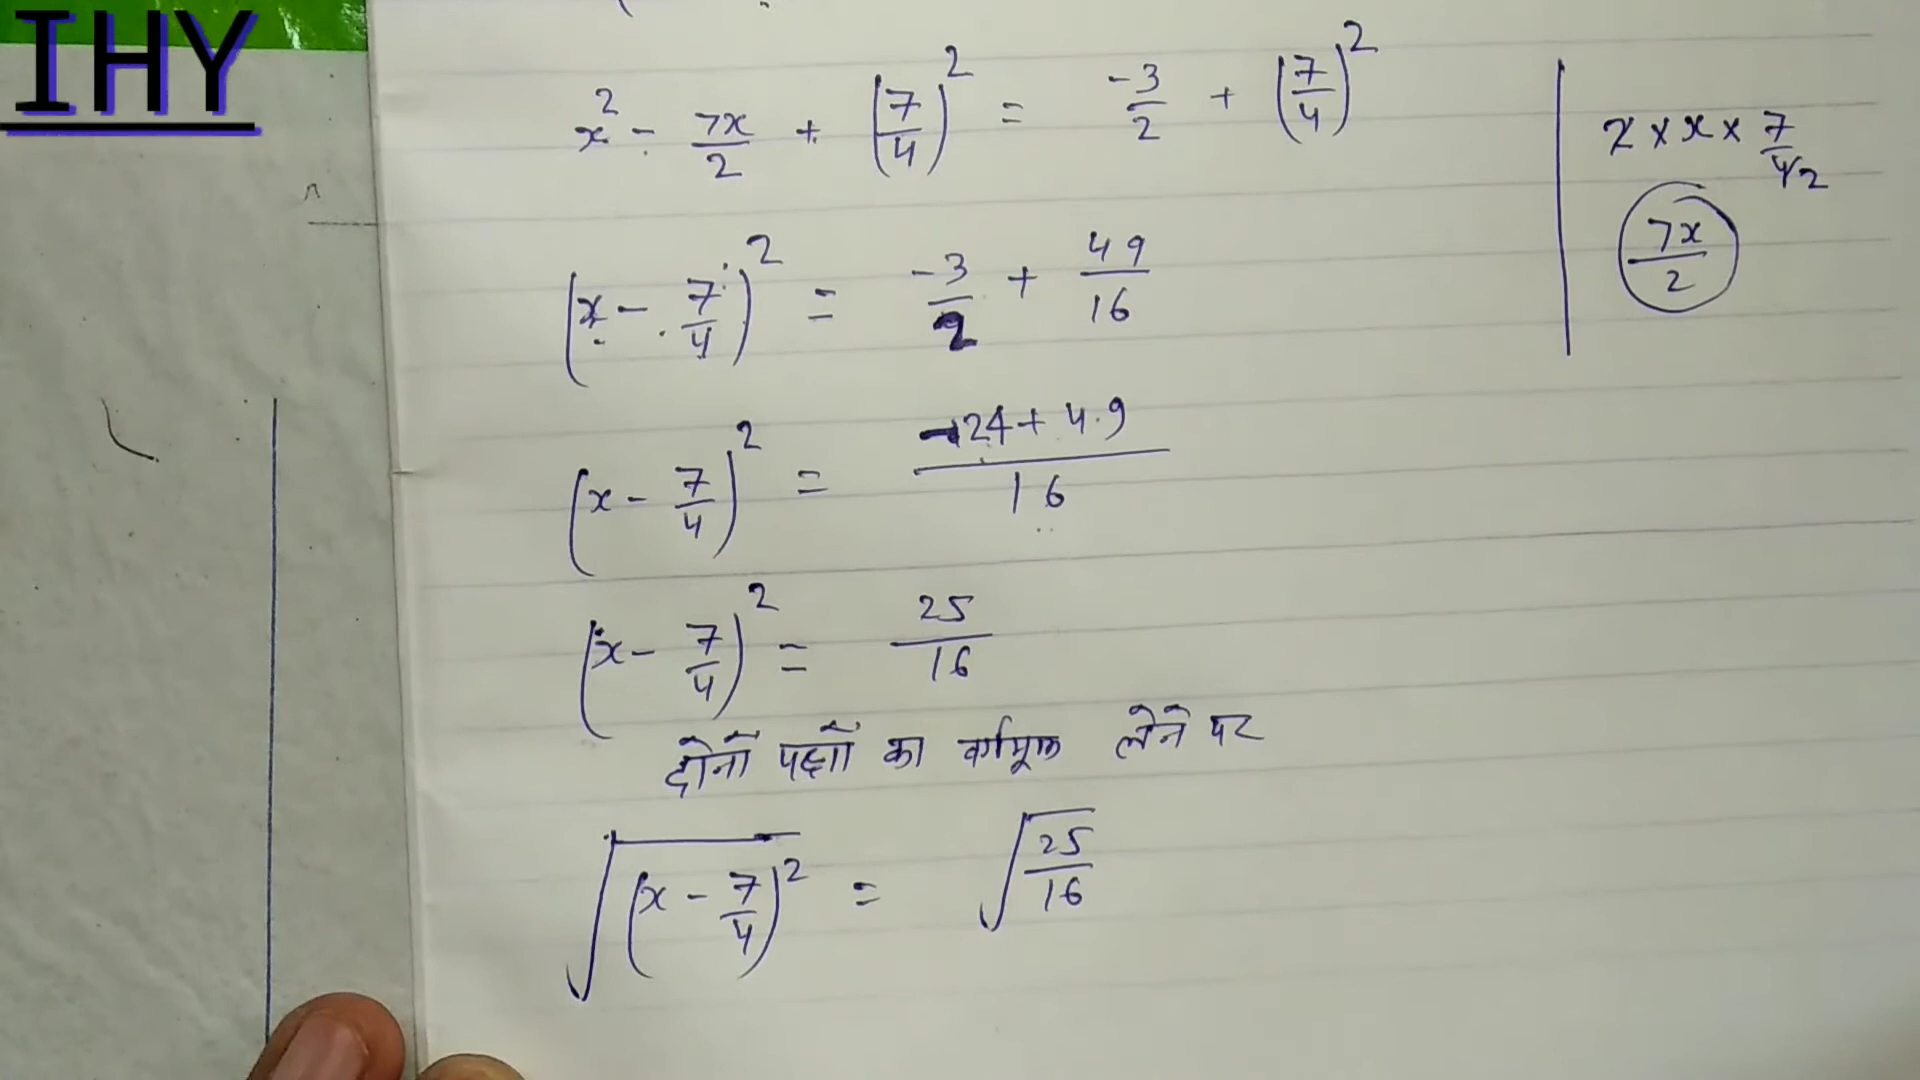 IHY
x² - 7x/2 + (7/4)² = -3/2 + (7/4)²
(x - 7/4)² = -3/2 + 49/16
(x - 7/4)² = -24 + 49/16
(x - 7/4)² = 25/16
दोनों पक्षों का वर्गमूल लेने पर
√(x - 7/4)² = √25/16
2 × x × 7/4 2
7x/2